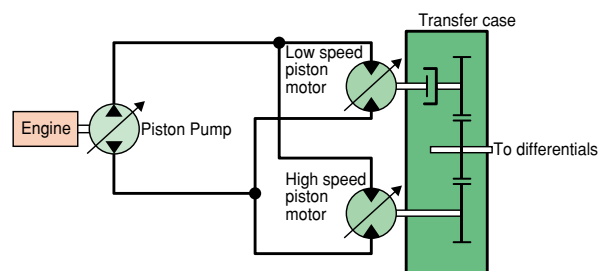 Transfer case
Low speed
piston
motor
Engine
Piston Pump
To differentials
High speed
piston
motor